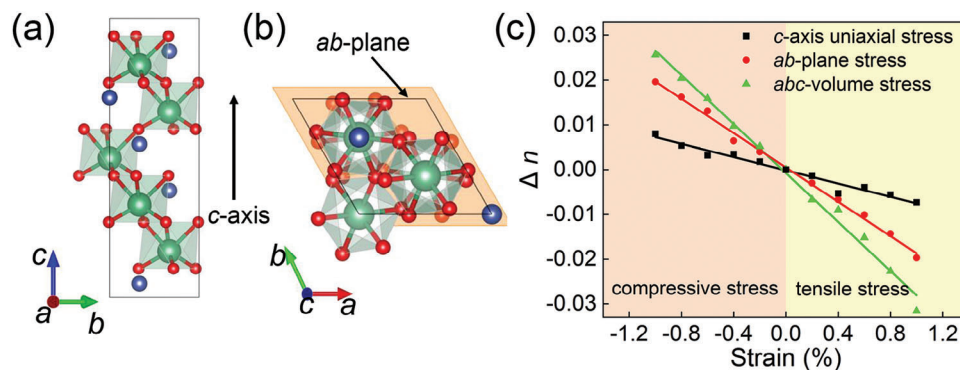 (a)
c-axis
c
a
b
(b)
ab-plane
b
c
a
(c)
Δ n
0.03
0.02
0.01
0.00
-0.01
-0.02
-0.03
c-axis uniaxial stress
ab-plane stress
abc-volume stress
compressive stress
tensile stress
-1.2 -0.8 -0.4 0.0 0.4 0.8 1.2
Strain (%)